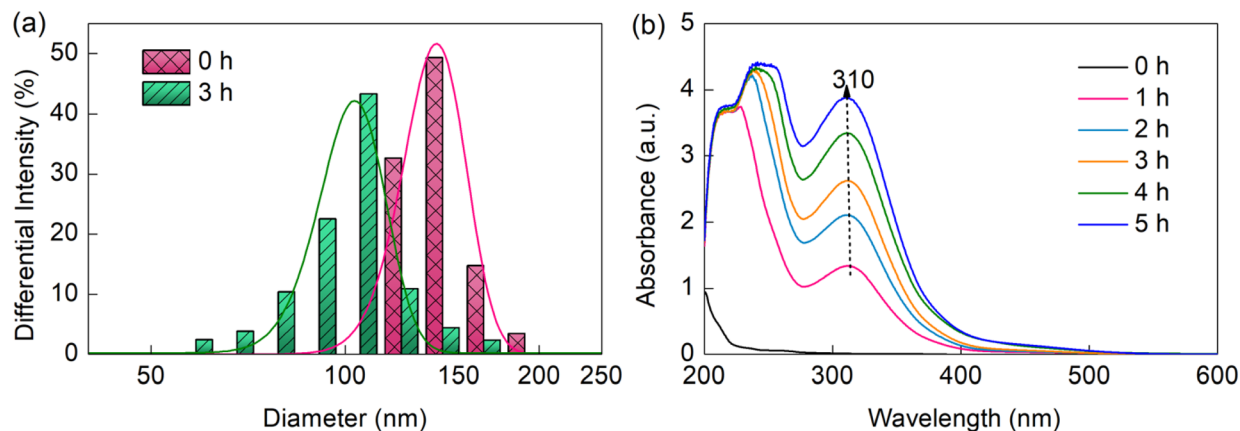 (a)
Differential Intensity (%)
50
40
30
20
10
0
0 h
3 h
50
100
150
200
250
Diameter (nm)
(b)
Absorbance (a.u.)
5
4
3
2
1
0
310
0 h
1 h
2 h
3 h
4 h
5 h
200
300
400
500
600
Wavelength (nm)